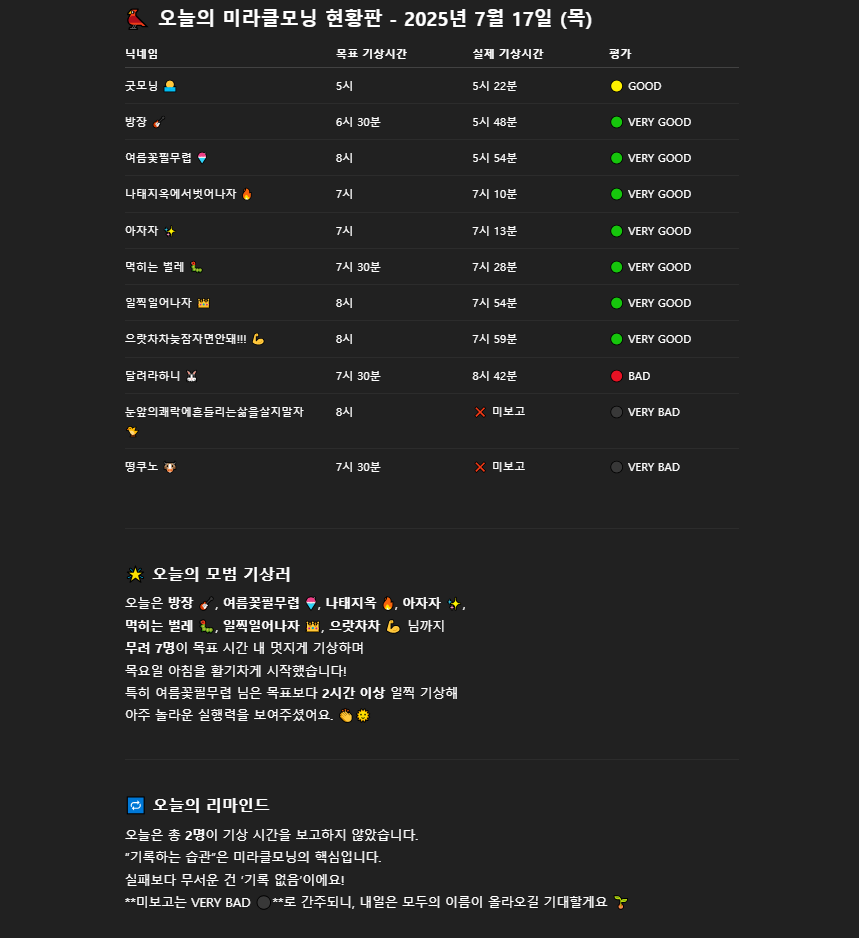 🐦‍🔥 오늘의 미라클모닝 현황판 - 2025년 7월 17일 (목)
닉네임 목표 기상시간 실제 기상시간 평가
굿모닝 5시 5시 22분 🟡 GOOD
방장 🎸 6시 30분 5시 48분 🟢 VERY GOOD
여름꽃필무렵 🍧 8시 5시 54분 🟢 VERY GOOD
나태지옥에서벗어나자 🔥 7시 7시 10분 🟢 VERY GOOD
아자자 ✨ 7시 7시 13분 🟢 VERY GOOD
먹히는 벌레 🐛 7시 30분 7시 28분 🟢 VERY GOOD
일찍일어나자 👑 8시 7시 54분 🟢 VERY GOOD
으랏차차늦잠자면안돼!!! 💪 8시 7시 59분 🟢 VERY GOOD
달려라하니 🐰 7시 30분 8시 42분 🔴 BAD
눈앞의쾌락에흔들리는삶을살지말자 🐤 8시 ❌ 미보고 ⚫ VERY BAD
떵쿠노 🐮 7시 30분 ❌ 미보고 ⚫ VERY BAD
🌟 오늘의 모범 기상러
오늘은 방장 🎸, 여름꽃필무렵 🍧, 나태지옥 🔥, 아자자 ✨,
먹히는 벌레 🐛, 일찍일어나자 👑, 으랏차차 💪 님까지
무려 7명이 목표 시간 내 멋지게 기상하며
목요일 아침을 활기차게 시작했습니다!
특히 여름꽃필무렵 님은 목표보다 2시간 이상 일찍 기상해
아주 놀라운 실행력을 보여주셨어요. 👏🌞
🔁 오늘의 리마인드
오늘은 총 2명이 기상 시간을 보고하지 않았습니다.
“기록하는 습관”은 미라클모닝의 핵심입니다.
실패보다 무서운 건 ‘기록 없음’이에요!
**미보고는 VERY BAD ⚫**로 간주되니, 내일은 모두의 이름이 올라오길 기대할게요 🌱